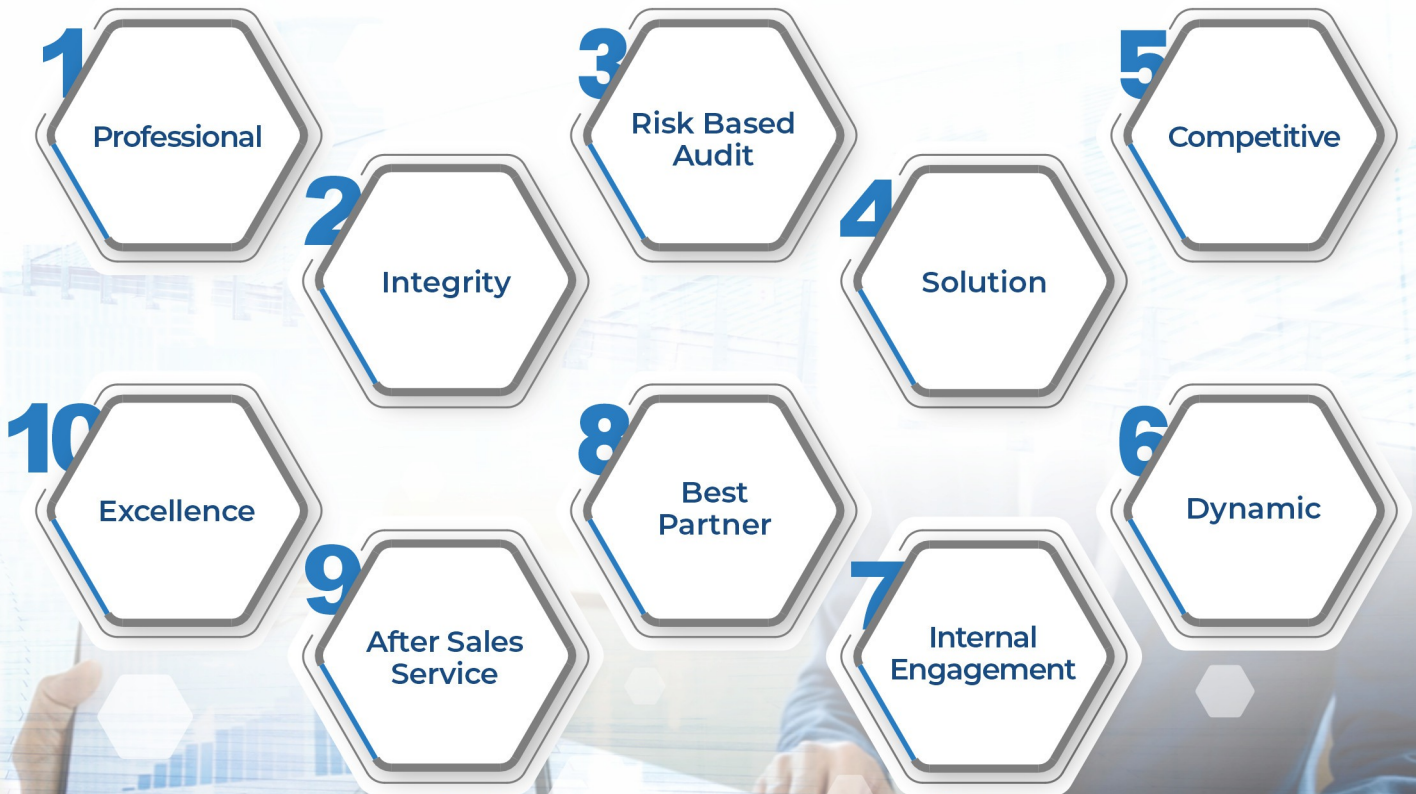 1
Professional
2
Integrity
3
Risk Based
Audit
4
Solution
5
Competitive
6
Dynamic
7
Internal
Engagement
8
Best
Partner
9
After Sales
Service
10
Excellence